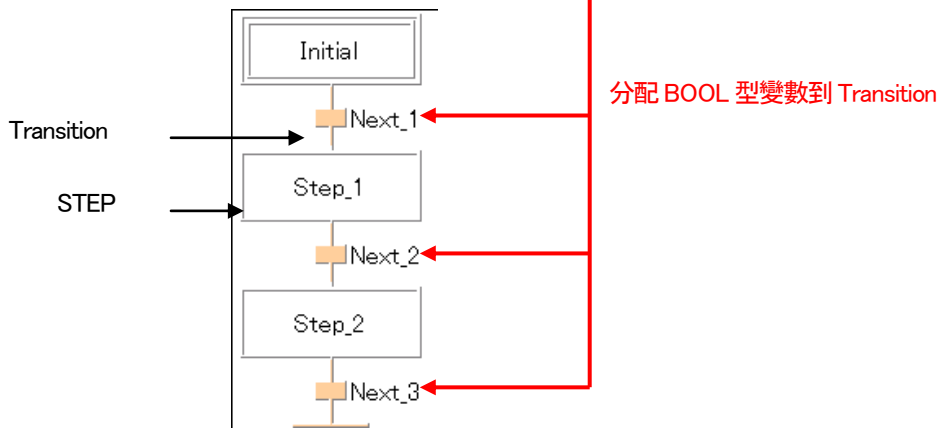 Initial
分配 BOOL 型變數到 Transition
Next_1
Transition
Step_1
STEP
Next_2
Step_2
Next_3